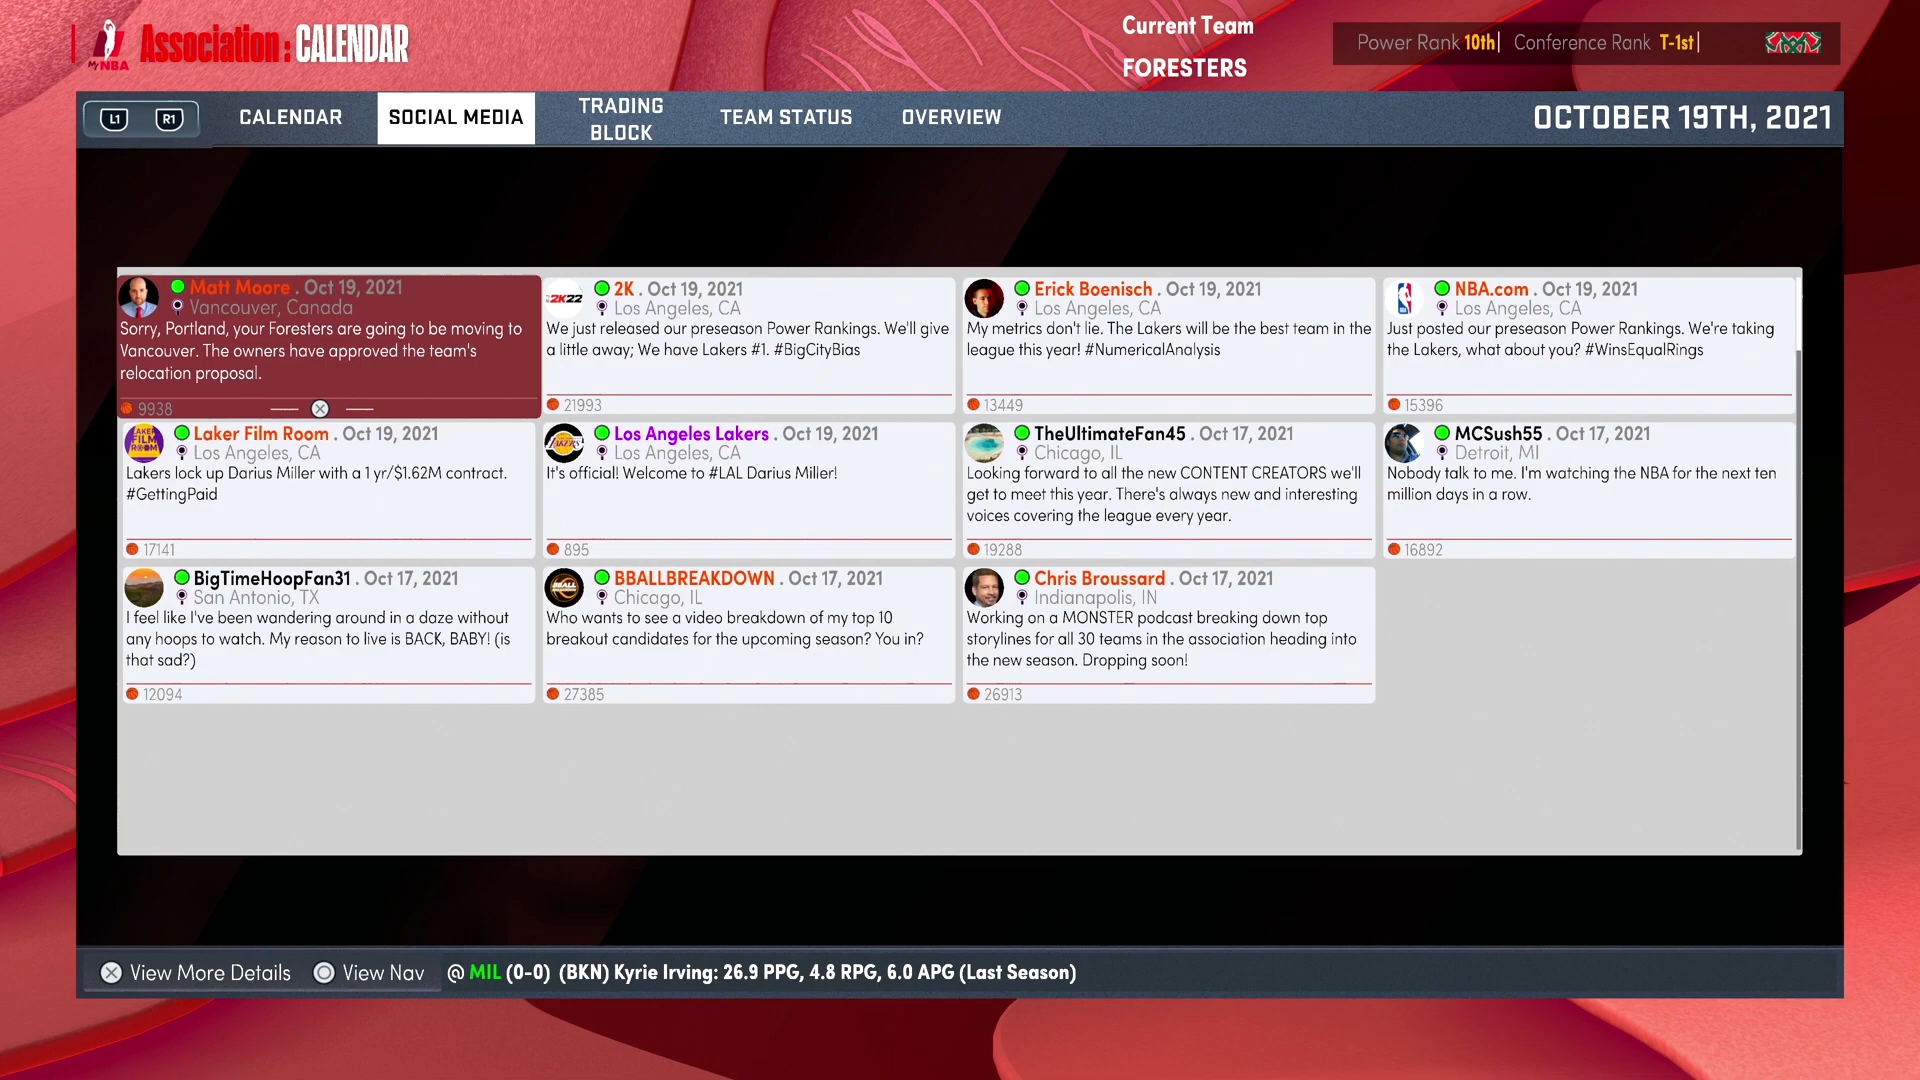 My NBA
Association : CALENDAR
Current Team
FORESTERS
Power Rank 10th| Conference Rank T-1st|
L1 R1
CALENDAR
SOCIAL MEDIA
TRADING
BLOCK
TEAM STATUS
OVERVIEW
OCTOBER 19TH, 2021
Matt Moore . Oct 19, 2021
Vancouver, Canada
Sorry, Portland, your Foresters are going to be moving to
Vancouver. The owners have approved the team's
relocation proposal.
9938
2K22
2K . Oct 19, 2021
Los Angeles, CA
We just released our preseason Power Rankings. We'll give
a little away; We have Lakers #1. #BigCityBias
21993
Erick Boenisch . Oct 19, 2021
Los Angeles, CA
My metrics don't lie. The Lakers will be the best team in the
league this year! #NumericalAnalysis
13449
NBA.com . Oct 19, 2021
Los Angeles, CA
Just posted our preseason Power Rankings. We're taking
the Lakers, what about you? #WinsEqualRings
15396
LAKER
FILM
ROOM
Laker Film Room . Oct 19, 2021
Los Angeles, CA
Lakers lock up Darius Miller with a 1 yr/$1.62M contract.
#GettingPaid
17141
LAKERS
Los Angeles Lakers . Oct 19, 2021
Los Angeles, CA
It's official! Welcome to #LAL Darius Miller!
895
TheUltimateFan45 . Oct 17, 2021
Chicago, IL
Looking forward to all the new CONTENT CREATORS we'll
get to meet this year. There's always new and interesting
voices covering the league every year.
19288
MCSush55 . Oct 17, 2021
Detroit, MI
Nobody talk to me. I'm watching the NBA for the next ten
million days in a row.
16892
BigTimeHoopFan31 . Oct 17, 2021
San Antonio, TX
I feel like I've been wandering around in a daze without
any hoops to watch. My reason to live is BACK, BABY! (is
that sad?)
12094
BBALL
BBALLBREAKDOWN . Oct 17, 2021
Chicago, IL
Who wants to see a video breakdown of my top 10
breakout candidates for the upcoming season? You in?
27385
Chris Broussard . Oct 17, 2021
Indianapolis, IN
Working on a MONSTER podcast breaking down top
storylines for all 30 teams in the association heading into
the new season. Dropping soon!
26913
View More Details View Nav @ MIL (0-0) (BKN) Kyrie Irving: 26.9 PPG, 4.8 RPG, 6.0 APG (Last Season)